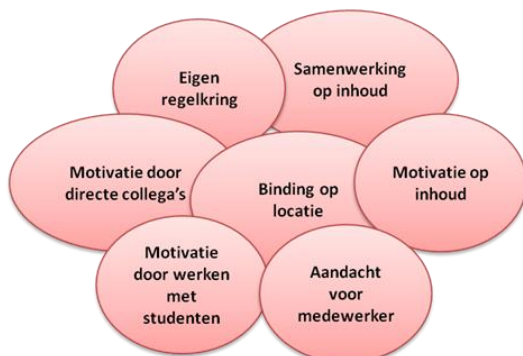 Eigen
regelkring
Samenwerking
op inhoud
Motivatie door
directe collega's
Binding op
locatie
Motivatie op
inhoud
Motivatie
door werken
met
studenten
Aandacht
voor
medewerker